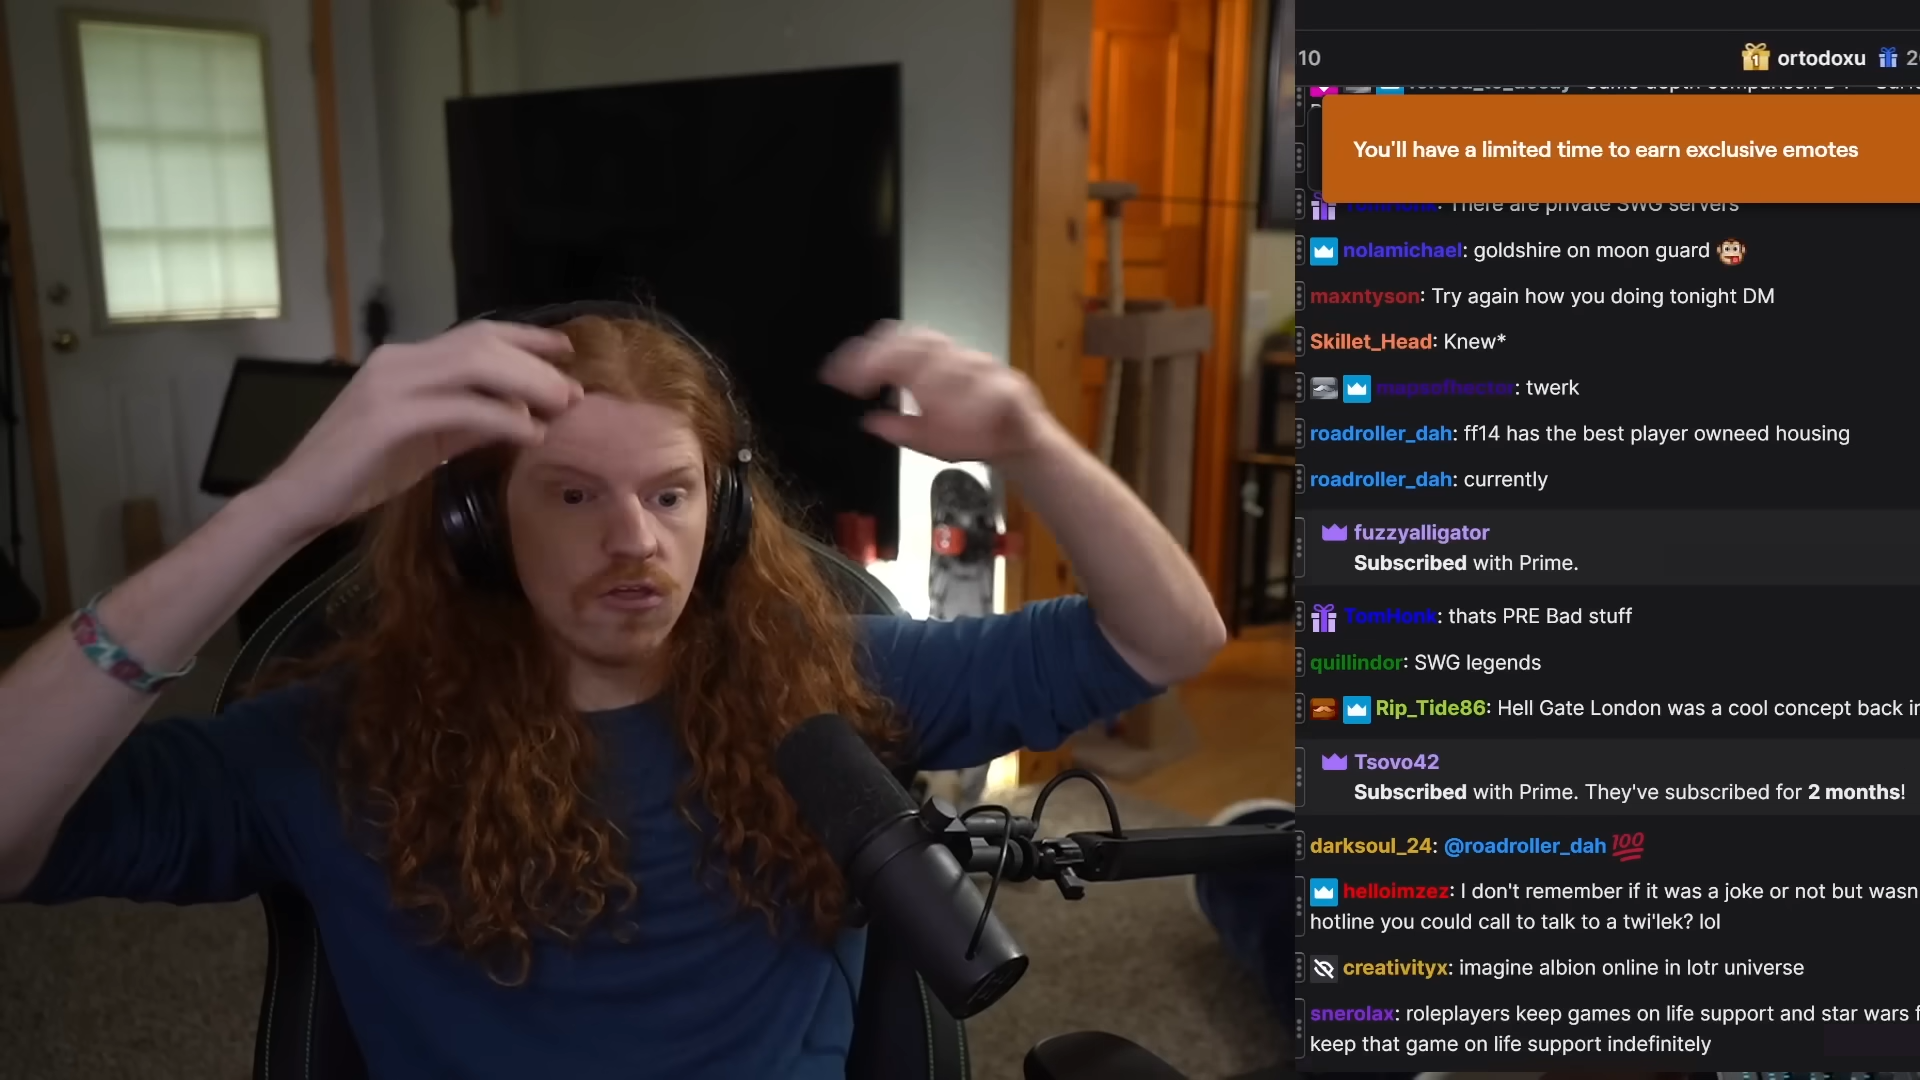 10
ortodoxu
You'll have a limited time to earn exclusive emotes
TomHonk: There are private SWG servers
nolamichael: goldshire on moon guard
maxntyson: Try again how you doing tonight DM
Skillet_Head: Knew*
mapsofhector: twerk
roadroller_dah: ff14 has the best player owneed housing
roadroller_dah: currently
fuzzyalligator
Subscribed with Prime.
TomHonk: thats PRE Bad stuff
quillindor: SWG legends
Rip_Tide86: Hell Gate London was a cool concept back
Tsovo42
Subscribed with Prime. They've subscribed for 2 months!
darksoul_24: @roadroller_dah 100
helloimzez: I don't remember if it was a joke or not but wasn
hotline you could call to talk to a twi'lek? lol
creativityx: imagine albion online in lotr universe
snerolax: roleplayers keep games on life support and star wars
keep that game on life support indefinitely